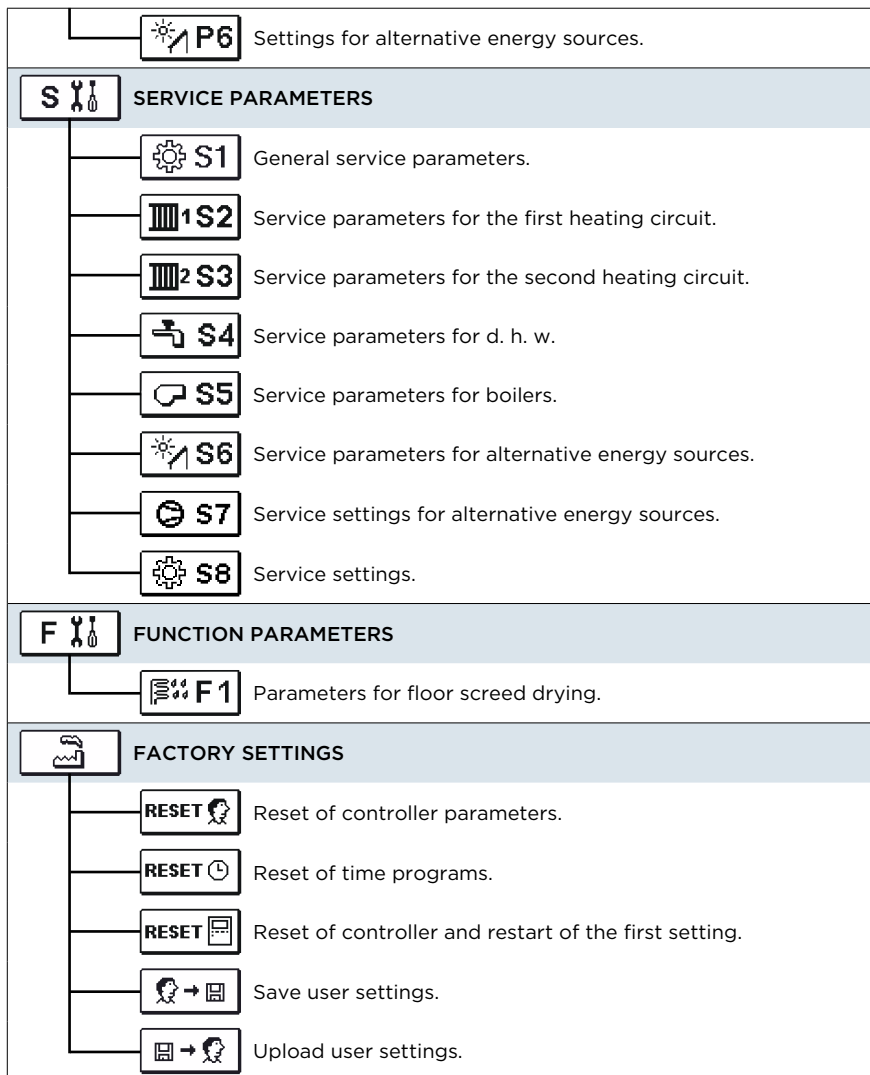 P6 Settings for alternative energy sources.
S SERVICE PARAMETERS
S1 General service parameters.
1 S2 Service parameters for the first heating circuit.
2 S3 Service parameters for the second heating circuit.
S4 Service parameters for d. h. w.
S5 Service parameters for boilers.
S6 Service parameters for alternative energy sources.
S7 Service settings for alternative energy sources.
S8 Service settings.
F FUNCTION PARAMETERS
F1 Parameters for floor screed drying.
FACTORY SETTINGS
RESET Reset of controller parameters.
RESET Reset of time programs.
RESET Reset of controller and restart of the first setting.
Save user settings.
Upload user settings.